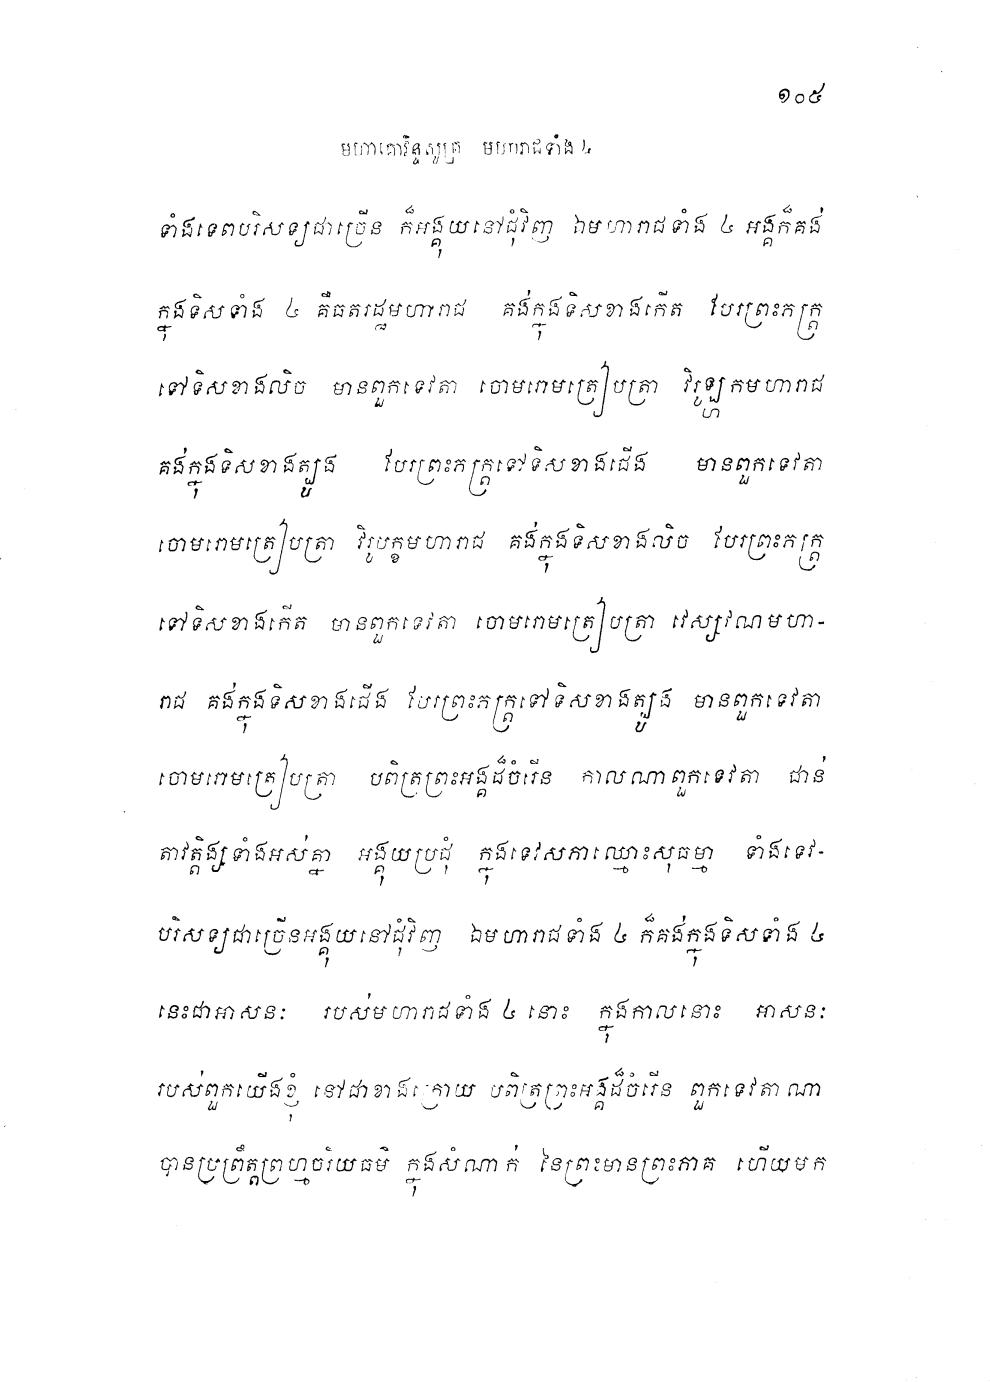 ១០៥
មហាគោវិន្ទសូត្រ មហារាជទាំង ៤
ទាំងទេពបរិសទ្យជាច្រើន ក៏អង្គុយនៅជុំវិញ ឯមហារាជទាំង ៤ អង្គក៏គង់
ក្នុងទិសទាំង ៤ គឺធតរដ្ឋមហារាជ គង់ក្នុងទិសខាងកើត បែរព្រះភក្ត្រ
ទៅទិសខាងលិច មានពួកទេវតា ចោមរោមត្រៀបត្រា វិរូឡ្ហកមហារាជ
គង់ក្នុងទិសខាងត្បូង បែរព្រះភក្ត្រទៅទិសខាងជើង មានពួកទេវតា
ចោមរោមត្រៀបត្រា វិរូបក្ខមហារាជ គង់ក្នុងទិសខាងលិច បែរព្រះភក្ត្រ
ទៅទិសខាងកើត មានពួកទេវតា ចោមរោមត្រៀបត្រា វេស្សវណមហា-
រាជ គង់ក្នុងទិសខាងជើង បែរព្រះភក្ត្រទៅទិសខាងត្បូង មានពួកទេវតា
ចោមរោមត្រៀបត្រា បពិត្រព្រះអង្គដ៏ចំរើន កាលណាពួកទេវតា ជាន់
តាវត្តិង្សទាំងអស់គ្នា អង្គុយប្រជុំ ក្នុងទេវសភាឈ្មោះសុធម្មា ទាំងទេវ-
បរិសទ្យជាច្រើនអង្គុយនៅជុំវិញ ឯមហារាជទាំង ៤ ក៏គង់ក្នុងទិសទាំង ៤
នេះជាអាសនៈ របស់មហារាជទាំង ៤ នោះ ក្នុងកាលនោះ អាសនៈ
របស់ពួកយើងខ្ញុំ នៅជាខាងក្រោយ បពិត្រព្រះអង្គដ៏ចំរើន ពួកទេវតាណា
បានប្រព្រឹត្តព្រហ្មចរិយធម៌ ក្នុងសំណាក់ នៃព្រះមានព្រះភាគ ហើយមក